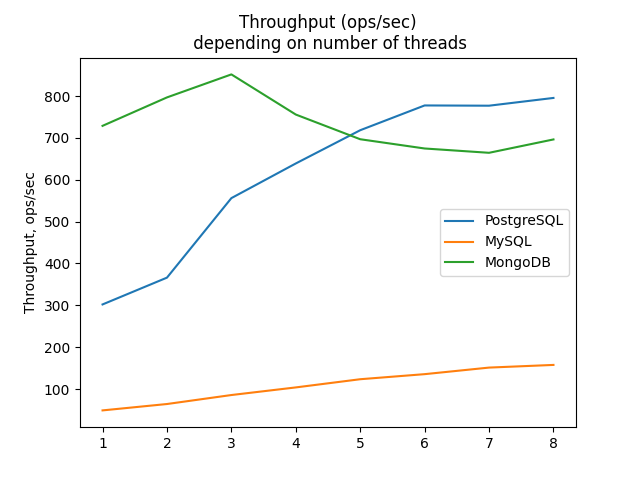 Throughput (ops/sec)
depending on number of threads
Throughput, ops/sec
800
700
600
500
400
300
200
100
PostgreSQL
MySQL
MongoDB
1 2 3 4 5 6 7 8